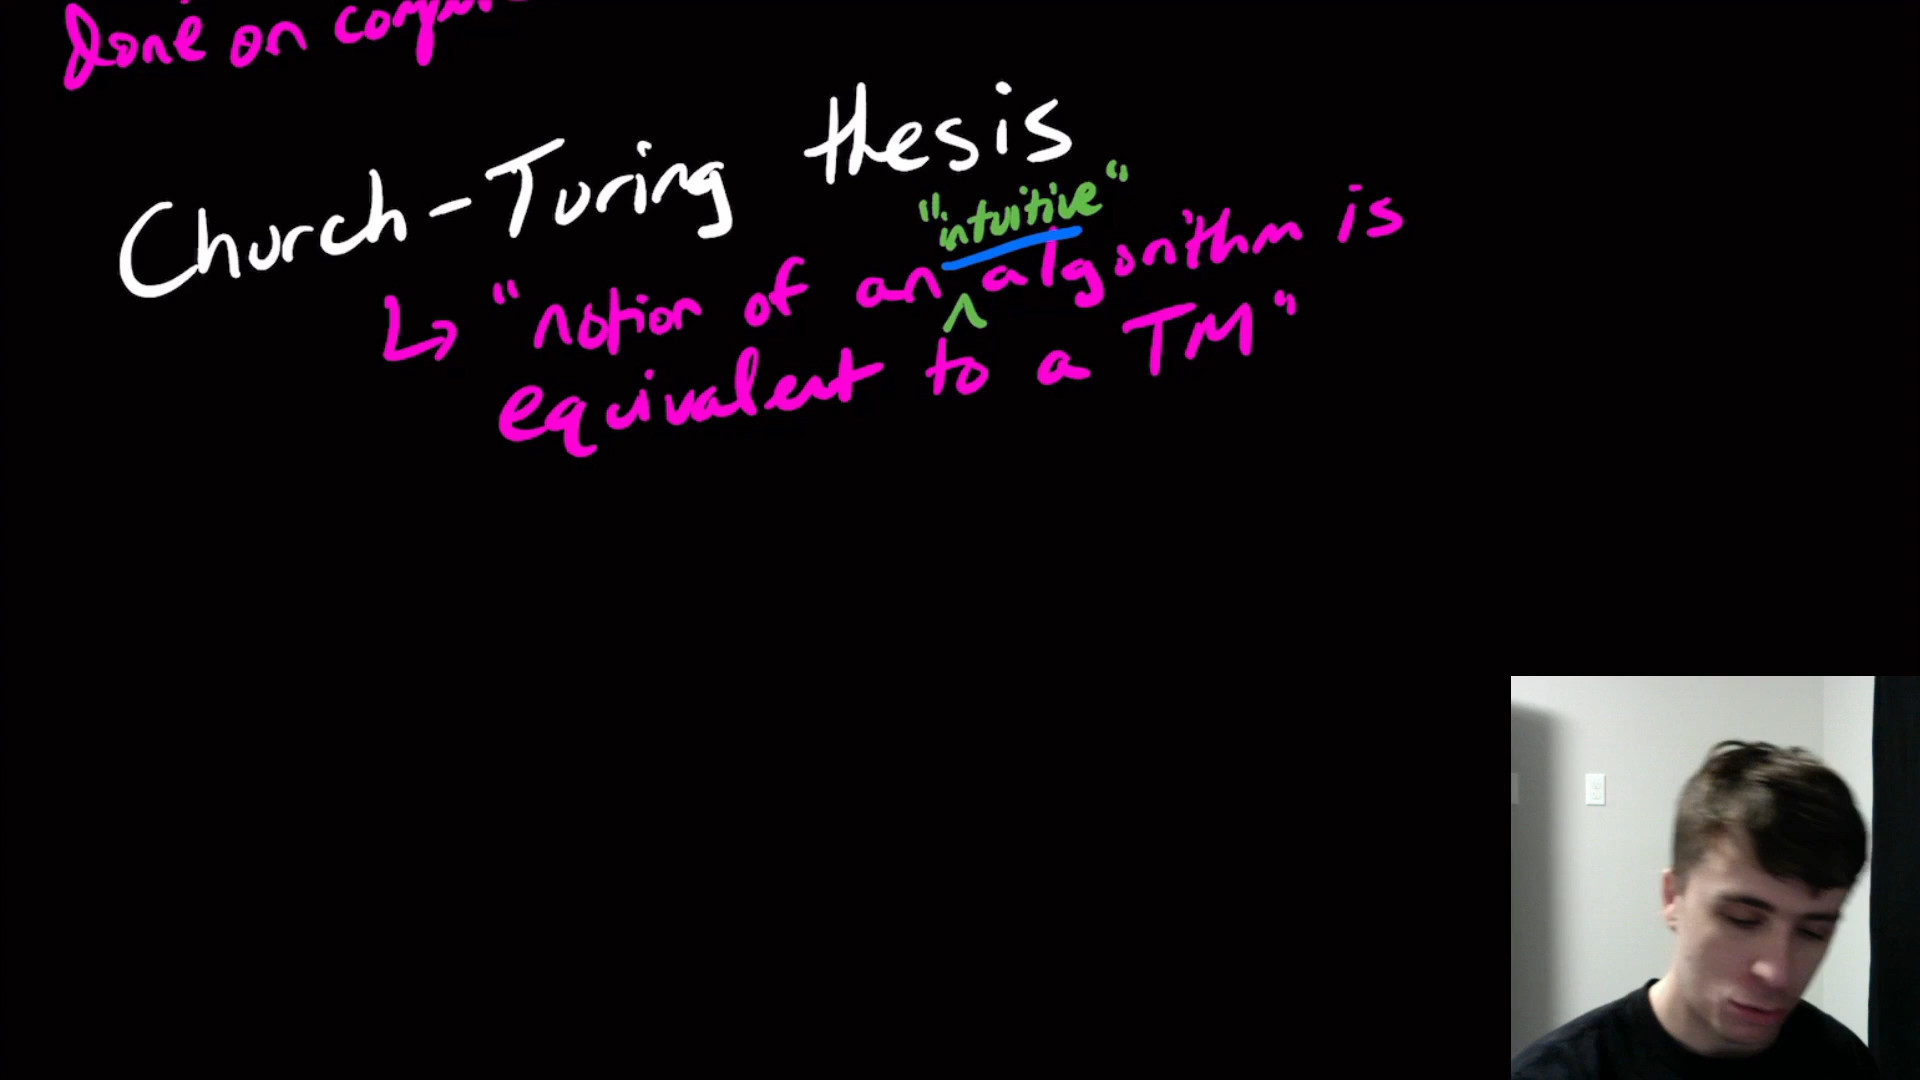 done on
Church-Turing thesis
"intuitive"
↳ "notion of an ^ algorithm is
equivalent to a TM"